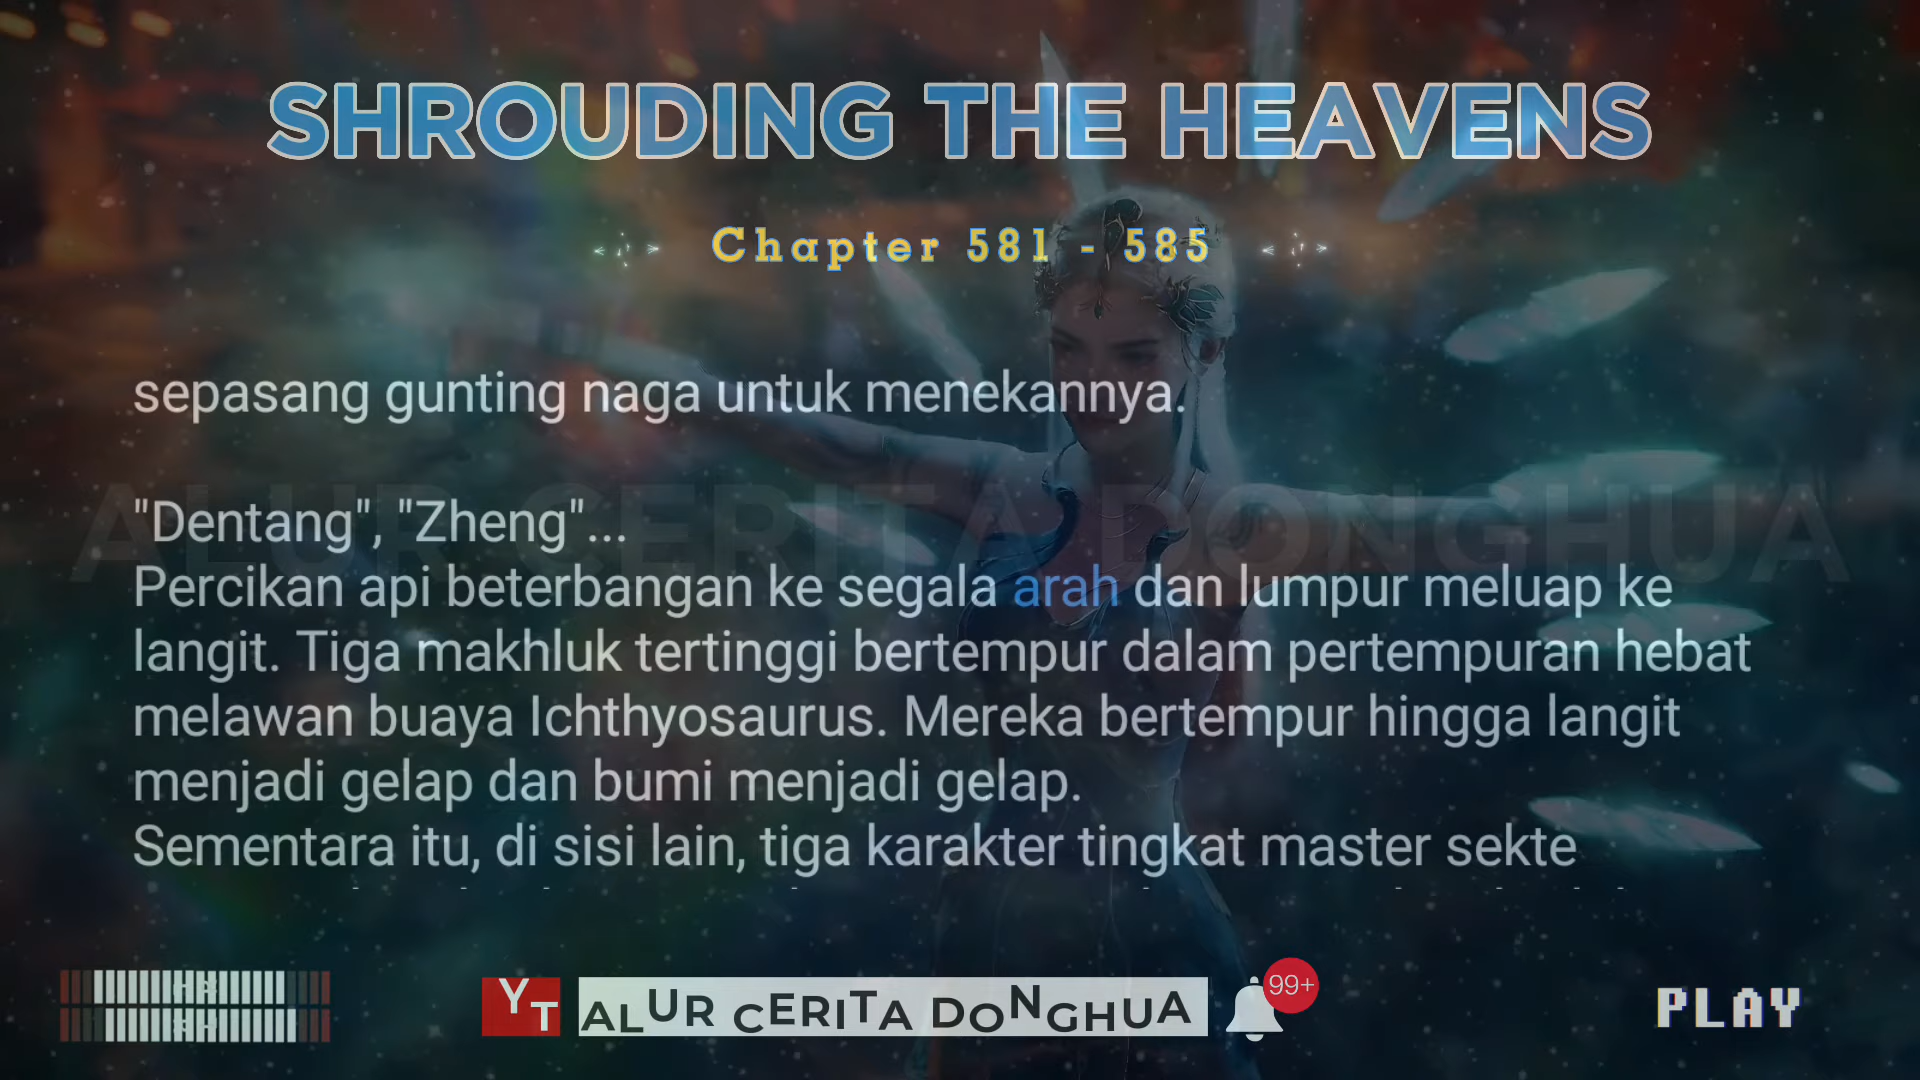 SHROUDING THE HEAVENS
Chapter 581 - 585
sepasang gunting naga untuk menekannya.
"Dentang", "Zheng"...
ALUR CERITA DONGHUA
Percikan api beterbangan ke segala arah dan lumpur meluap ke
langit. Tiga makhluk tertinggi bertempur dalam pertempuran hebat
melawan buaya Ichthyosaurus. Mereka bertempur hingga langit
menjadi gelap dan bumi menjadi gelap.
Sementara itu, di sisi lain, tiga karakter tingkat master sekte
YT ALUR CERITA DONGHUA 99+
PLAY